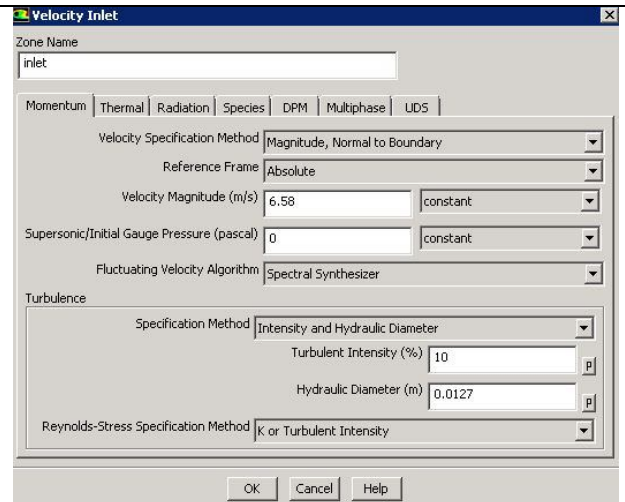 Velocity Inlet
Zone Name
inlet
Momentum Thermal Radiation Species DPM Multiphase UDS
Velocity Specification Method Magnitude, Normal to Boundary
Reference Frame Absolute
Velocity Magnitude (m/s) 6.58 constant
Supersonic/Initial Gauge Pressure (pascal) 0 constant
Fluctuating Velocity Algorithm Spectral Synthesizer
Turbulence
Specification Method Intensity and Hydraulic Diameter
Turbulent Intensity (%) 10 P
Hydraulic Diameter (m) 0.0127 P
Reynolds-Stress Specification Method K or Turbulent Intensity
OK Cancel Help